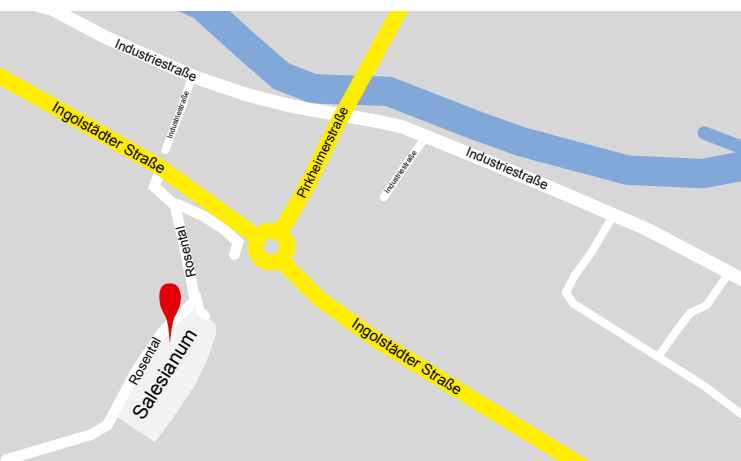 Industriestraße
Industriestraße
Ingolstädter Straße
Pirkheimerstraße
Industriestraße
Industriestraße
Rosental
Ingolstädter Straße
Rosental
Salesianum